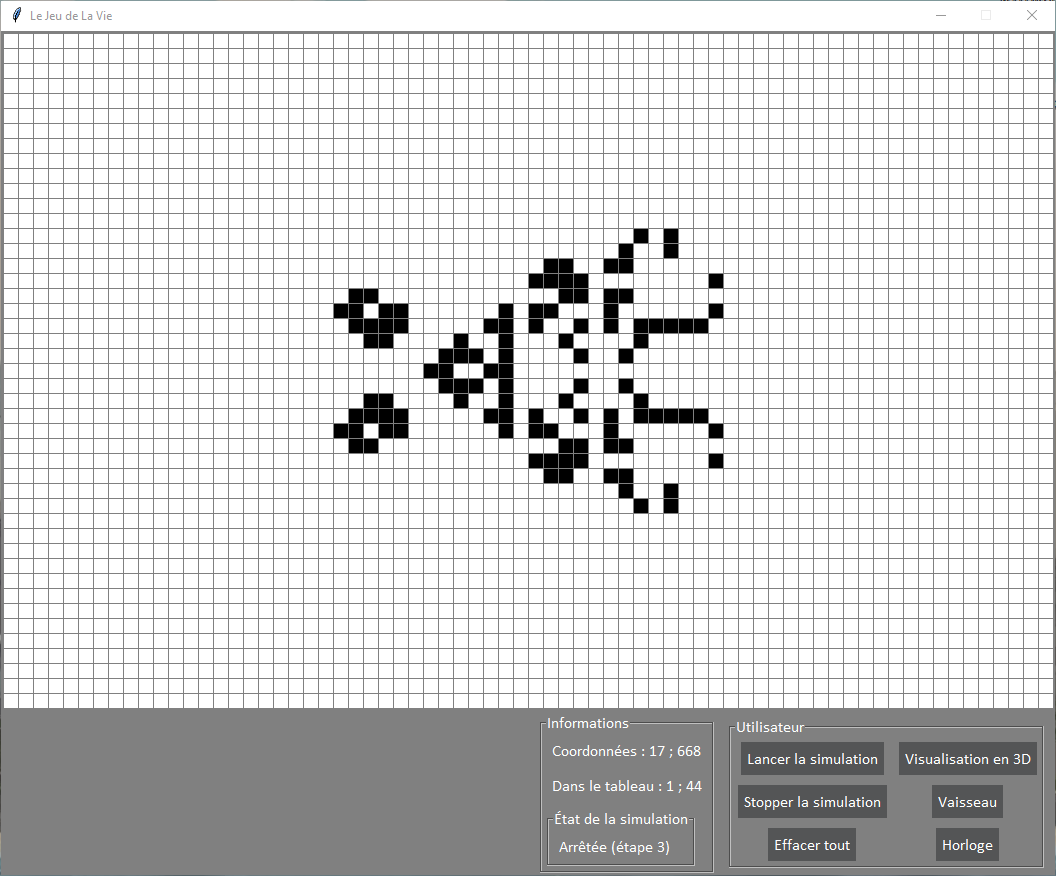 Le Jeu de La Vie
Informations
Coordonnées : 17 ; 668
Dans le tableau : 1 ; 44
État de la simulation
Arrêtée (étape 3)
Utilisateur
Lancer la simulation
Visualisation en 3D
Stopper la simulation
Vaisseau
Effacer tout
Horloge